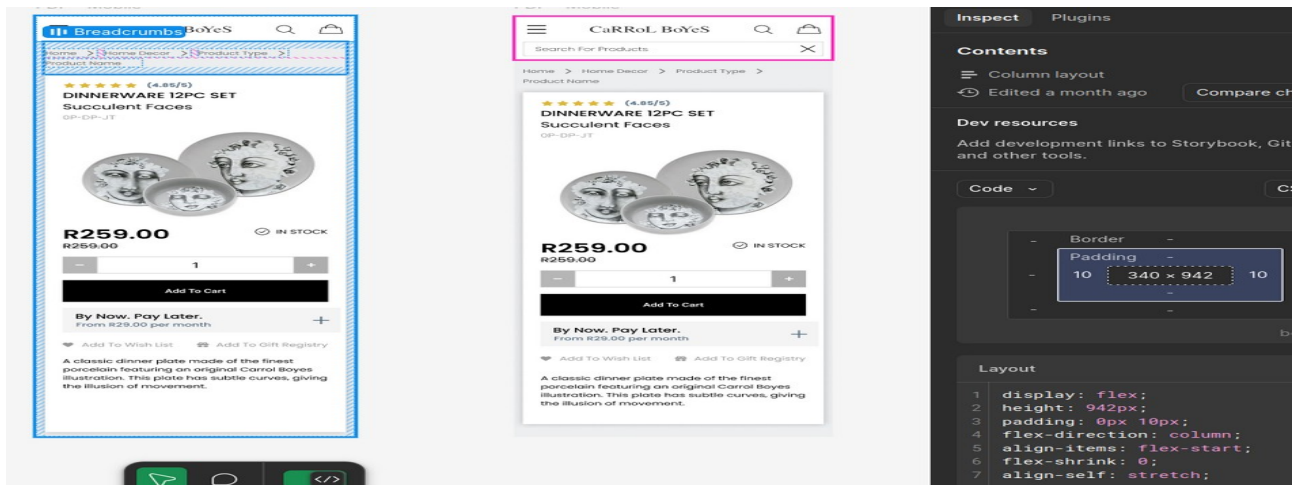 Breadcrumbs BoYeS
Home > Home Decor > Product Type >
Product Name
(4.85/5)
DINNERWARE 12PC SET
Succulent Faces
OP-DP-JT
R259.00
IN STOCK
R259.00
− 1 +
Add To Cart
By Now. Pay Later.
From R29.00 per month
Add To Wish List Add To Gift Registry
A classic dinner plate made of the finest
porcelain featuring an original Carrol Boyes
illustration. This plate has subtle curves, giving
the illusion of movement.
CaRRoL BoYeS
Search For Products
Home > Home Decor > Product Type >
Product Name
(4.85/5)
DINNERWARE 12PC SET
Succulent Faces
OP-DP-JT
R259.00
IN STOCK
R259.00
− 1 +
Add To Cart
By Now. Pay Later.
From R29.00 per month
Add To Wish List Add To Gift Registry
A classic dinner plate made of the finest
porcelain featuring an original Carrol Boyes
illustration. This plate has subtle curves, giving
the illusion of movement.
Inspect Plugins
Contents
Column layout
Edited a month ago Compare ch
Dev resources
Add development links to Storybook, Git
and other tools.
Code
Border −
Padding −
10 340 × 942 10
Layout
1 display: flex;
2 height: 942px;
3 padding: 0px 10px;
4 flex-direction: column;
5 align-items: flex-start;
6 flex-shrink: 0;
7 align-self: stretch;